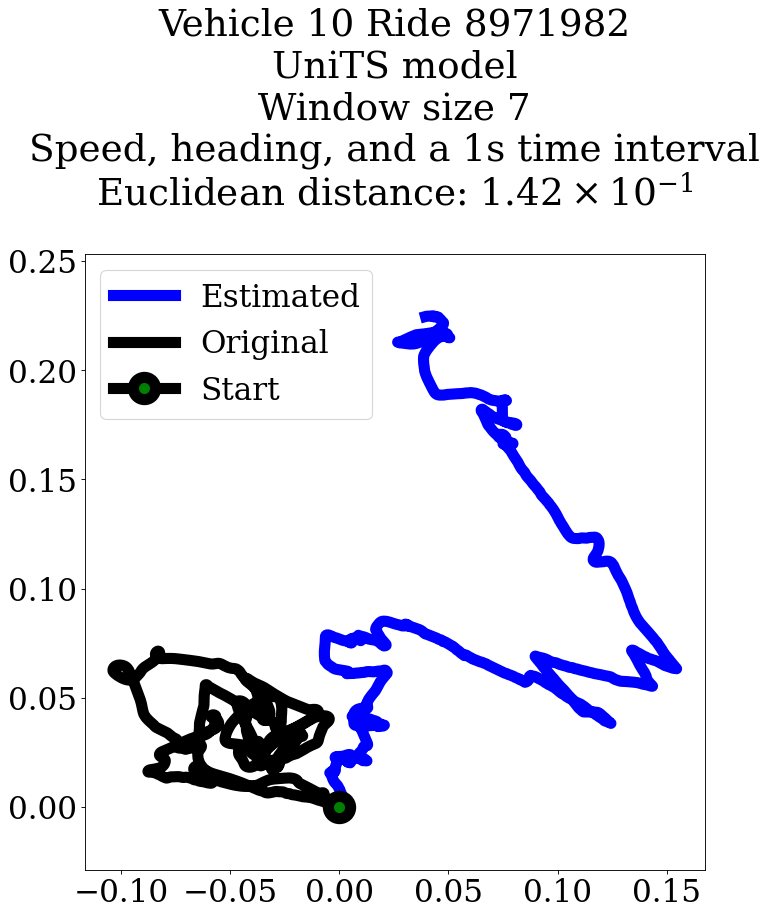 Vehicle 10 Ride 8971982
UniTS model
Window size 7
Speed, heading, and a 1s time interval
Euclidean distance: 1.42 × 10⁻¹
0.25
0.20
0.15
0.10
0.05
0.00
Estimated
Original
Start
−0.10 −0.05 0.00 0.05 0.10 0.15